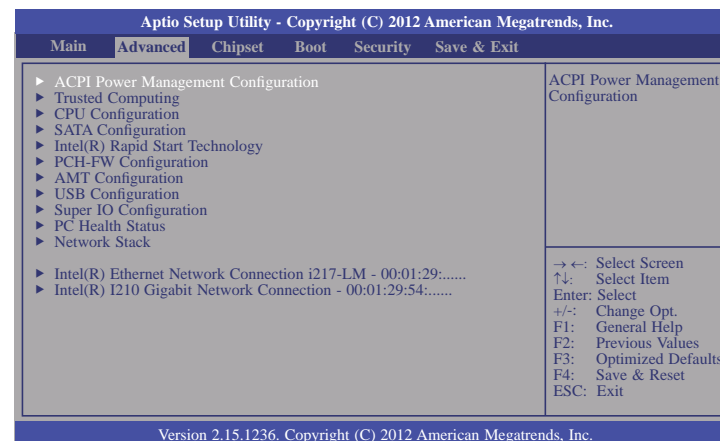 Aptio Setup Utility - Copyright (C) 2012 American Megatrends, Inc.
Main Advanced Chipset Boot Security Save & Exit
► ACPI Power Management Configuration
► Trusted Computing
► CPU Configuration
► SATA Configuration
► Intel(R) Rapid Start Technology
► PCH-FW Configuration
► AMT Configuration
► USB Configuration
► Super IO Configuration
► PC Health Status
► Network Stack
► Intel(R) Ethernet Network Connection i217-LM - 00:01:29:......
► Intel(R) I210 Gigabit Network Connection - 00:01:29:54:......
ACPI Power Management
Configuration
→←: Select Screen
↑↓: Select Item
Enter: Select
+/-: Change Opt.
F1: General Help
F2: Previous Values
F3: Optimized Defaults
F4: Save & Reset
ESC: Exit
Version 2.15.1236. Copyright (C) 2012 American Megatrends, Inc.